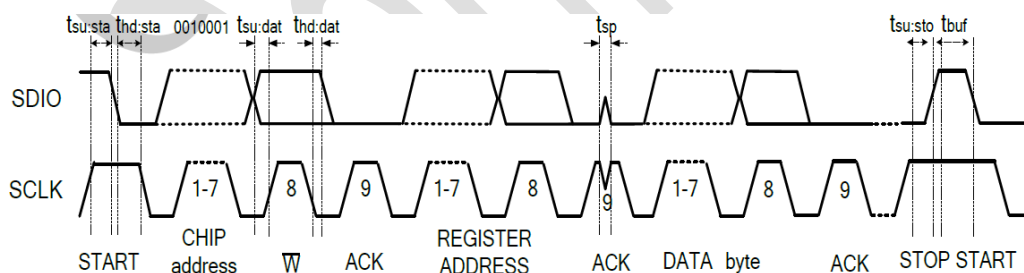 tsu:sta thd:sta 0010001 tsu:dat thd:dat tsp tsu:sto tbuf
SDIO
SCLK 1-7 8 9 1-7 8 9 1-7 8 9
CHIP REGISTER
START address W̅ ACK ADDRESS ACK DATA byte ACK STOP START